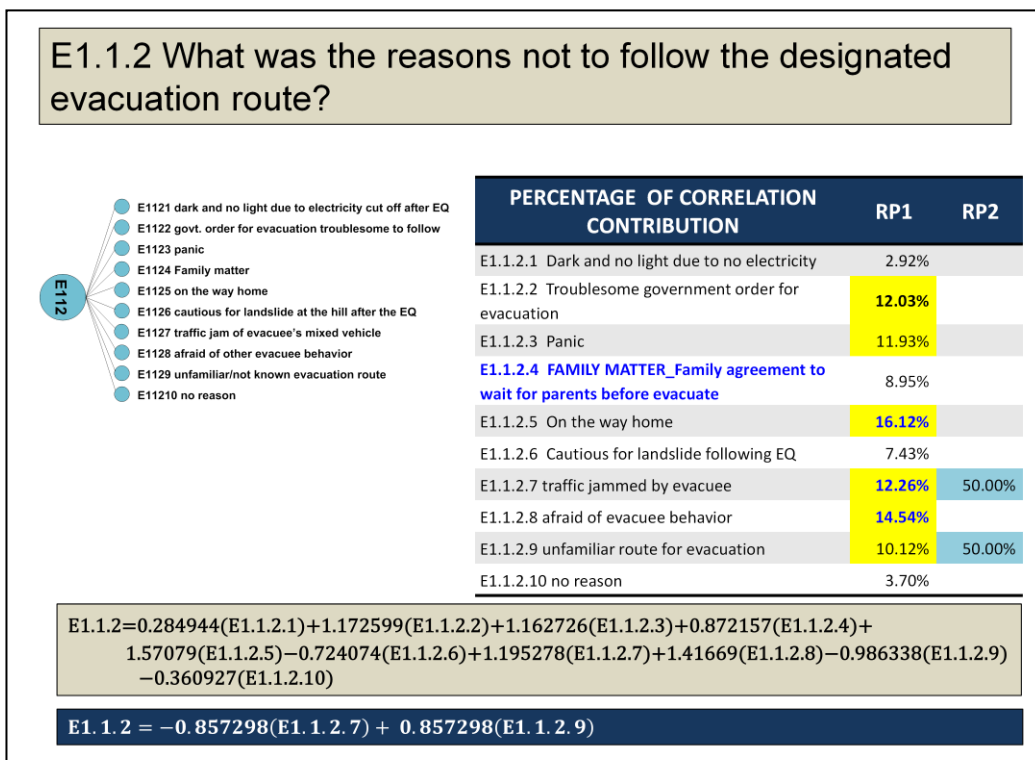 E1.1.2 What was the reasons not to follow the designated
evacuation route?
E112
E1121 dark and no light due to electricity cut off after EQ
E1122 govt. order for evacuation troublesome to follow
E1123 panic
E1124 Family matter
E1125 on the way home
E1126 cautious for landslide at the hill after the EQ
E1127 traffic jam of evacuee's mixed vehicle
E1128 afraid of other evacuee behavior
E1129 unfamiliar/not known evacuation route
E11210 no reason
PERCENTAGE OF CORRELATION
CONTRIBUTION
RP1
RP2
E1.1.2.1 Dark and no light due to no electricity 2.92%
E1.1.2.2 Troublesome government order for
evacuation
12.03%
E1.1.2.3 Panic 11.93%
E1.1.2.4 FAMILY MATTER_Family agreement to
wait for parents before evacuate
8.95%
E1.1.2.5 On the way home 16.12%
E1.1.2.6 Cautious for landslide following EQ 7.43%
E1.1.2.7 traffic jammed by evacuee 12.26% 50.00%
E1.1.2.8 afraid of evacuee behavior 14.54%
E1.1.2.9 unfamiliar route for evacuation 10.12% 50.00%
E1.1.2.10 no reason 3.70%
E1.1.2=0.284944(E1.1.2.1)+1.172599(E1.1.2.2)+1.162726(E1.1.2.3)+0.872157(E1.1.2.4)+
1.57079(E1.1.2.5)−0.724074(E1.1.2.6)+1.195278(E1.1.2.7)+1.41669(E1.1.2.8)−0.986338(E1.1.2.9)
−0.360927(E1.1.2.10)
E1.1.2 = −0.857298(E1.1.2.7) + 0.857298(E1.1.2.9)